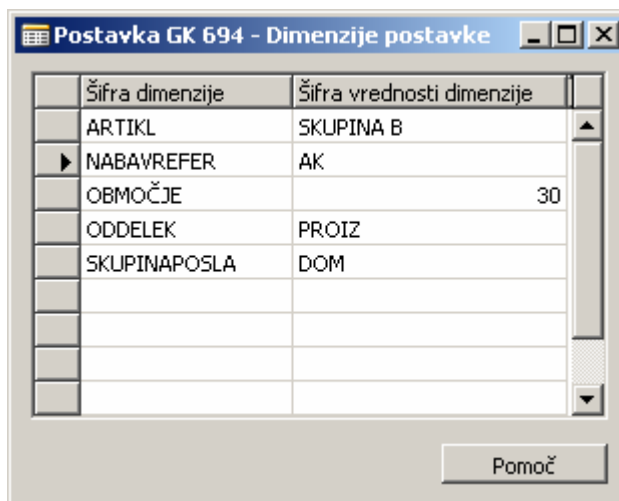 Postavka GK 694 - Dimenzije postavke
Šifra dimenzije Šifra vrednosti dimenzije
ARTIKL SKUPINA B
NABAVREFER AK
OBMOČJE 30
ODDELEK PROIZ
SKUPINAPOSLA DOM
Pomoč